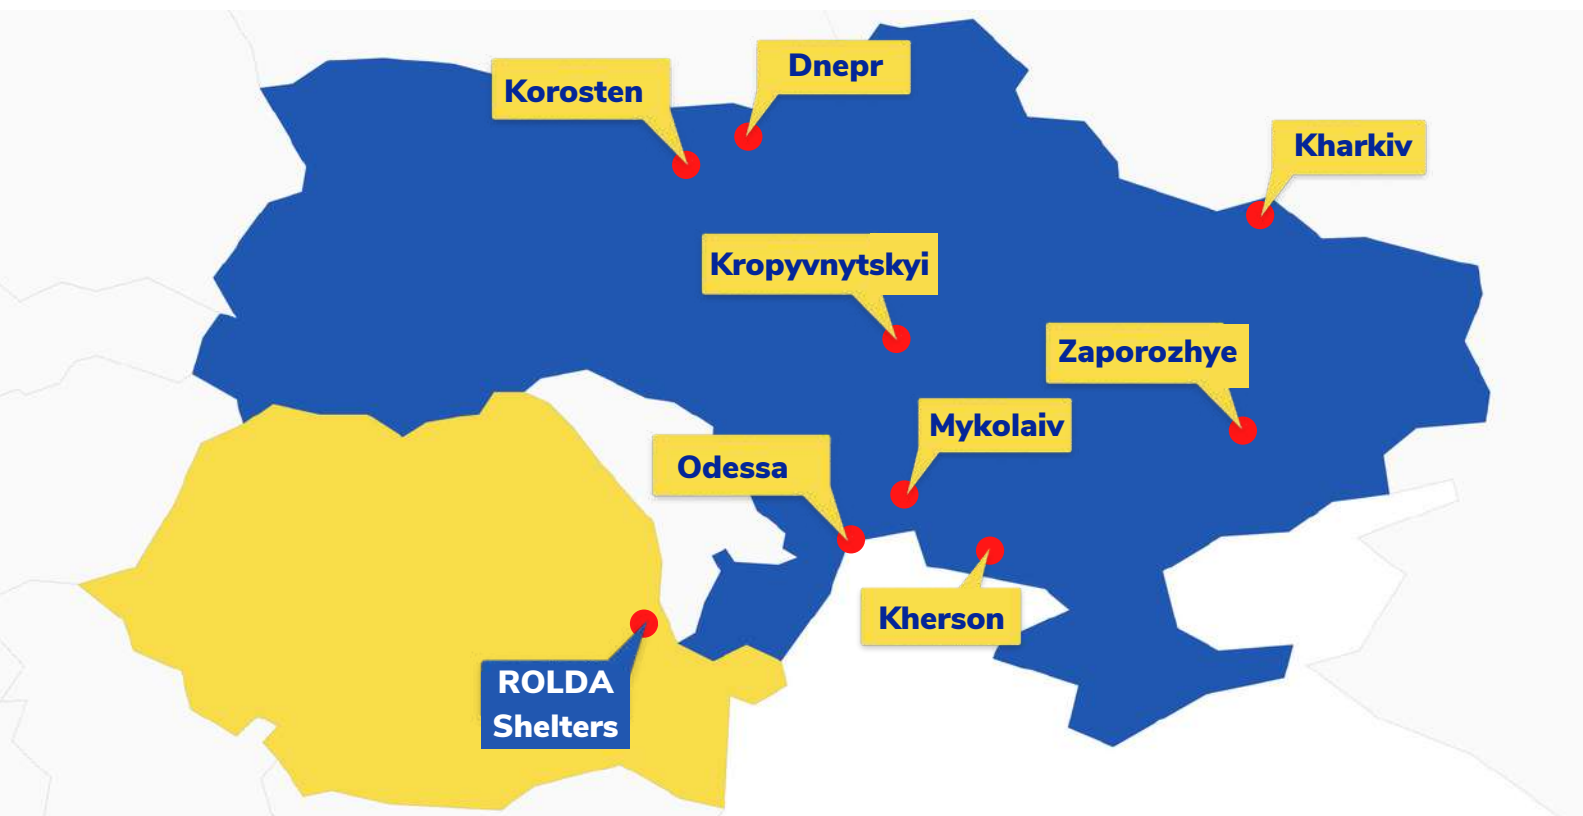 Dnepr
Korosten
Kharkiv
Kropyvnytskyi
Zaporozhye
Mykolaiv
Odessa
Kherson
ROLDA
Shelters